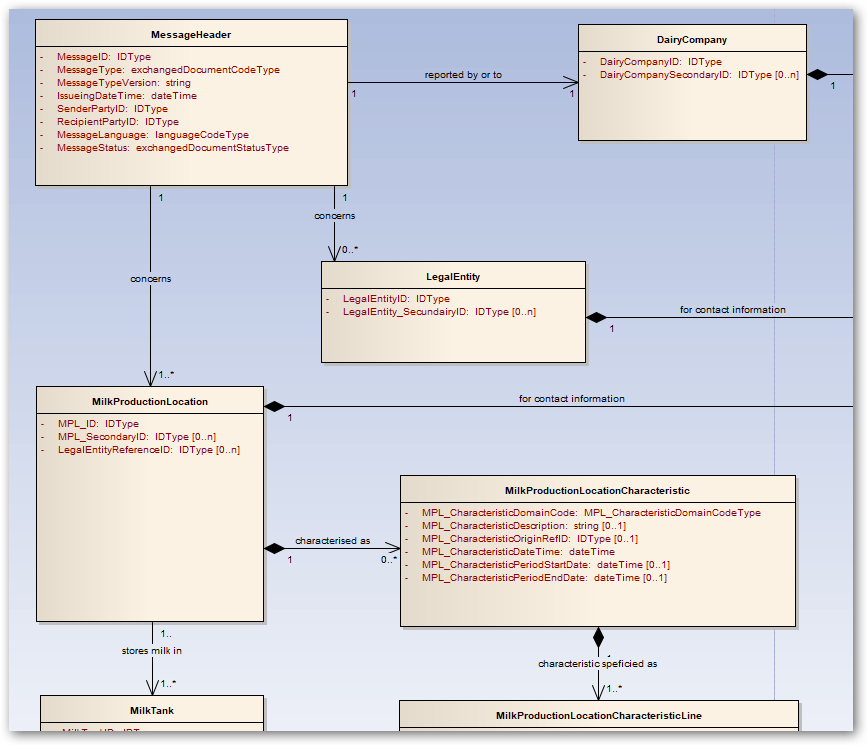 MessageHeader
- MessageID: IDType
- MessageType: exchangedDocumentCodeType
- MessageTypeVersion: string
- IssueingDateTime: dateTime
- SenderPartyID: IDType
- RecipientPartyID: IDType
- MessageLanguage: languageCodeType
- MessageStatus: exchangedDocumentStatusType
reported by or to
1
1
DairyCompany
- DairyCompanyID: IDType
- DairyCompanySecondaryID: IDType [0..n]
1
1
concerns
1..*
1
concerns
0..*
LegalEntity
- LegalEntityID: IDType
- LegalEntity_SecundairyID: IDType [0..n]
for contact information
1
MilkProductionLocation
- MPL_ID: IDType
- MPL_SecondaryID: IDType [0..n]
- LegalEntityReferenceID: IDType [0..n]
for contact information
1
characterised as
1
0..*
MilkProductionLocationCharacteristic
- MPL_CharacteristicDomainCode: MPL_CharacteristicDomainCodeType
- MPL_CharacteristicDescription: string [0..1]
- MPL_CharacteristicOriginRefID: IDType [0..1]
- MPL_CharacteristicDateTime: dateTime
- MPL_CharacteristicPeriodStartDate: dateTime [0..1]
- MPL_CharacteristicPeriodEndDate: dateTime [0..1]
1..
stores milk in
1..*
characteristic speficied as
1..*
MilkTank
MilkProductionLocationCharacteristicLine